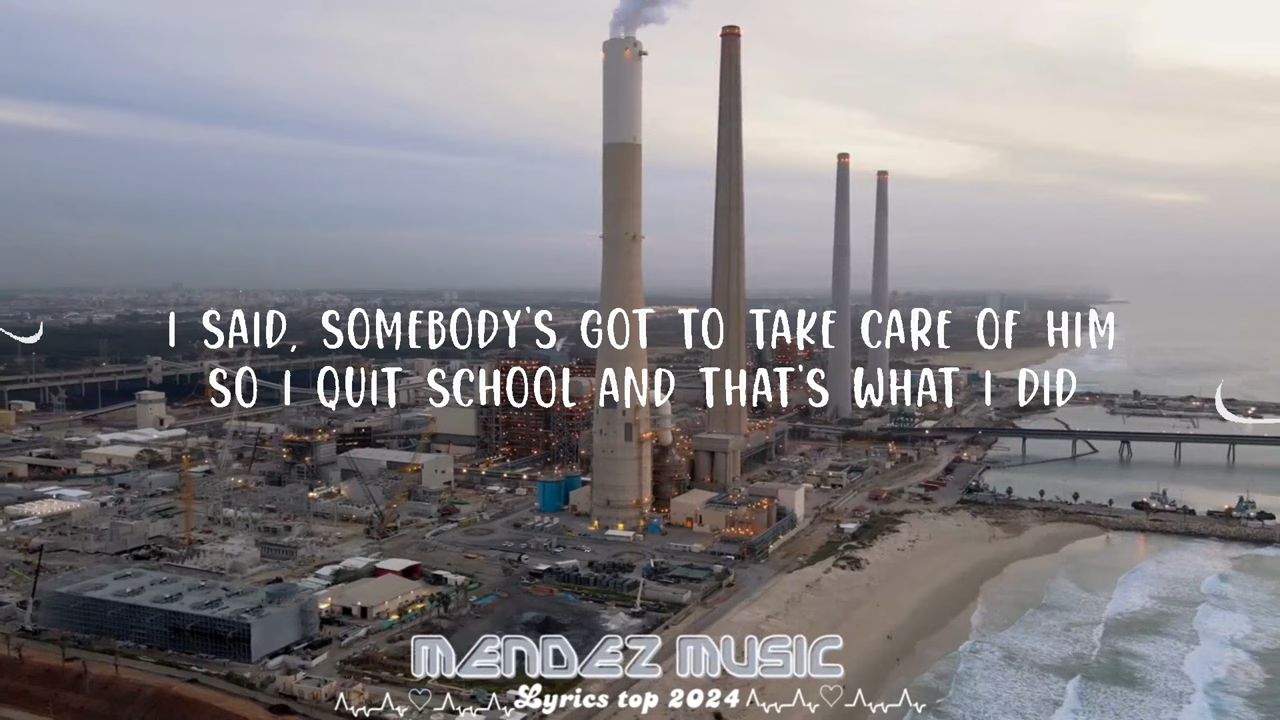 I SAID, SOMEBODY'S GOT TO TAKE CARE OF HIM
SO I QUIT SCHOOL AND THAT'S WHAT I DID
MENDEZ MUSIC
Lyrics top 2024